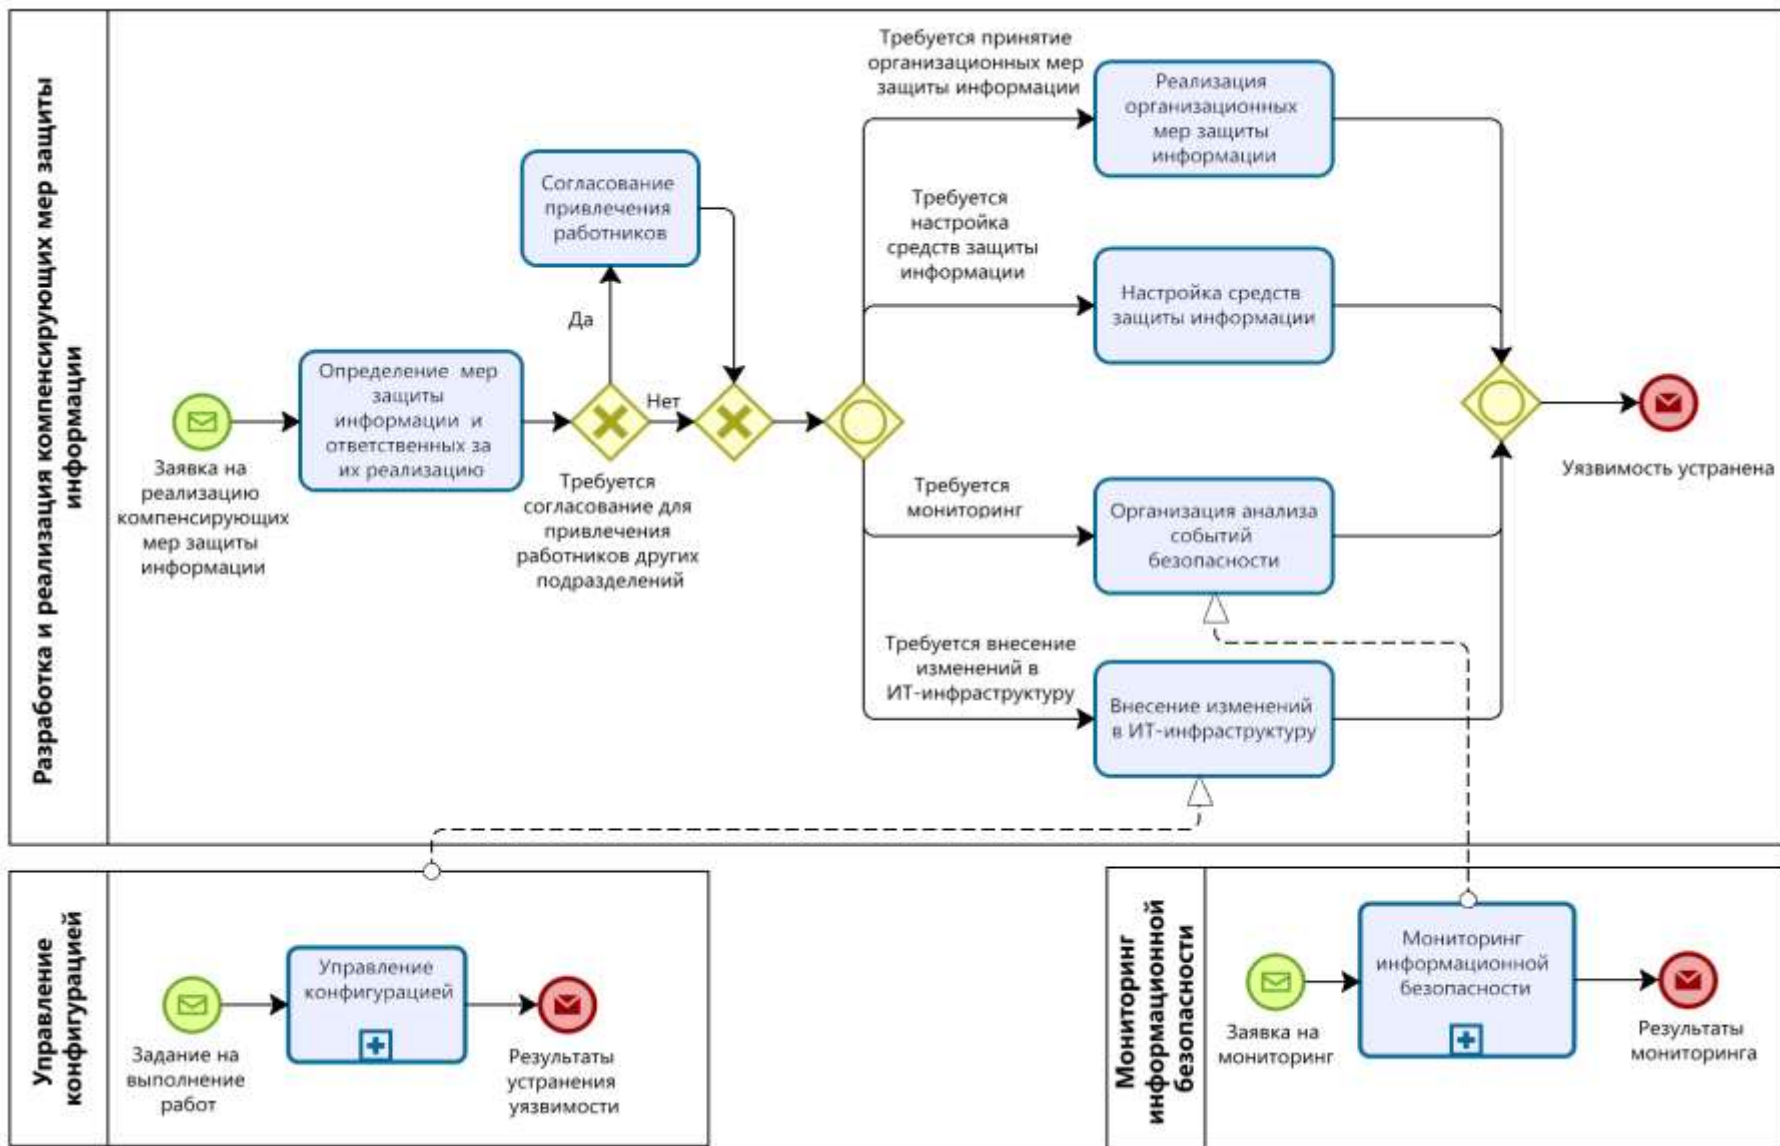 Разработка и реализация компенсирующих мер защиты
информации
Заявка на
реализацию
компенсирующих
мер защиты
информации
Определение мер
защиты
информации и
ответственных за
их реализацию
Согласование
привлечения
работников
Да
Нет
Требуется
согласование для
привлечения
работников других
подразделений
Требуется принятие
организационных мер
защиты информации
Реализация
организационных
мер защиты
информации
Требуется
настройка
средств защиты
информации
Настройка средств
защиты информации
Требуется
мониторинг
Организация анализа
событий
безопасности
Требуется внесение
изменений в
ИТ-инфраструктуру
Внесение изменений
в ИТ-инфраструктуру
Уязвимость устранена
Управление
конфигурацией
Задание на
выполнение
работ
Управление
конфигурацией
Результаты
устранения
уязвимости
Мониторинг
информационной
безопасности
Заявка на
мониторинг
Мониторинг
информационной
безопасности
Результаты
мониторинга